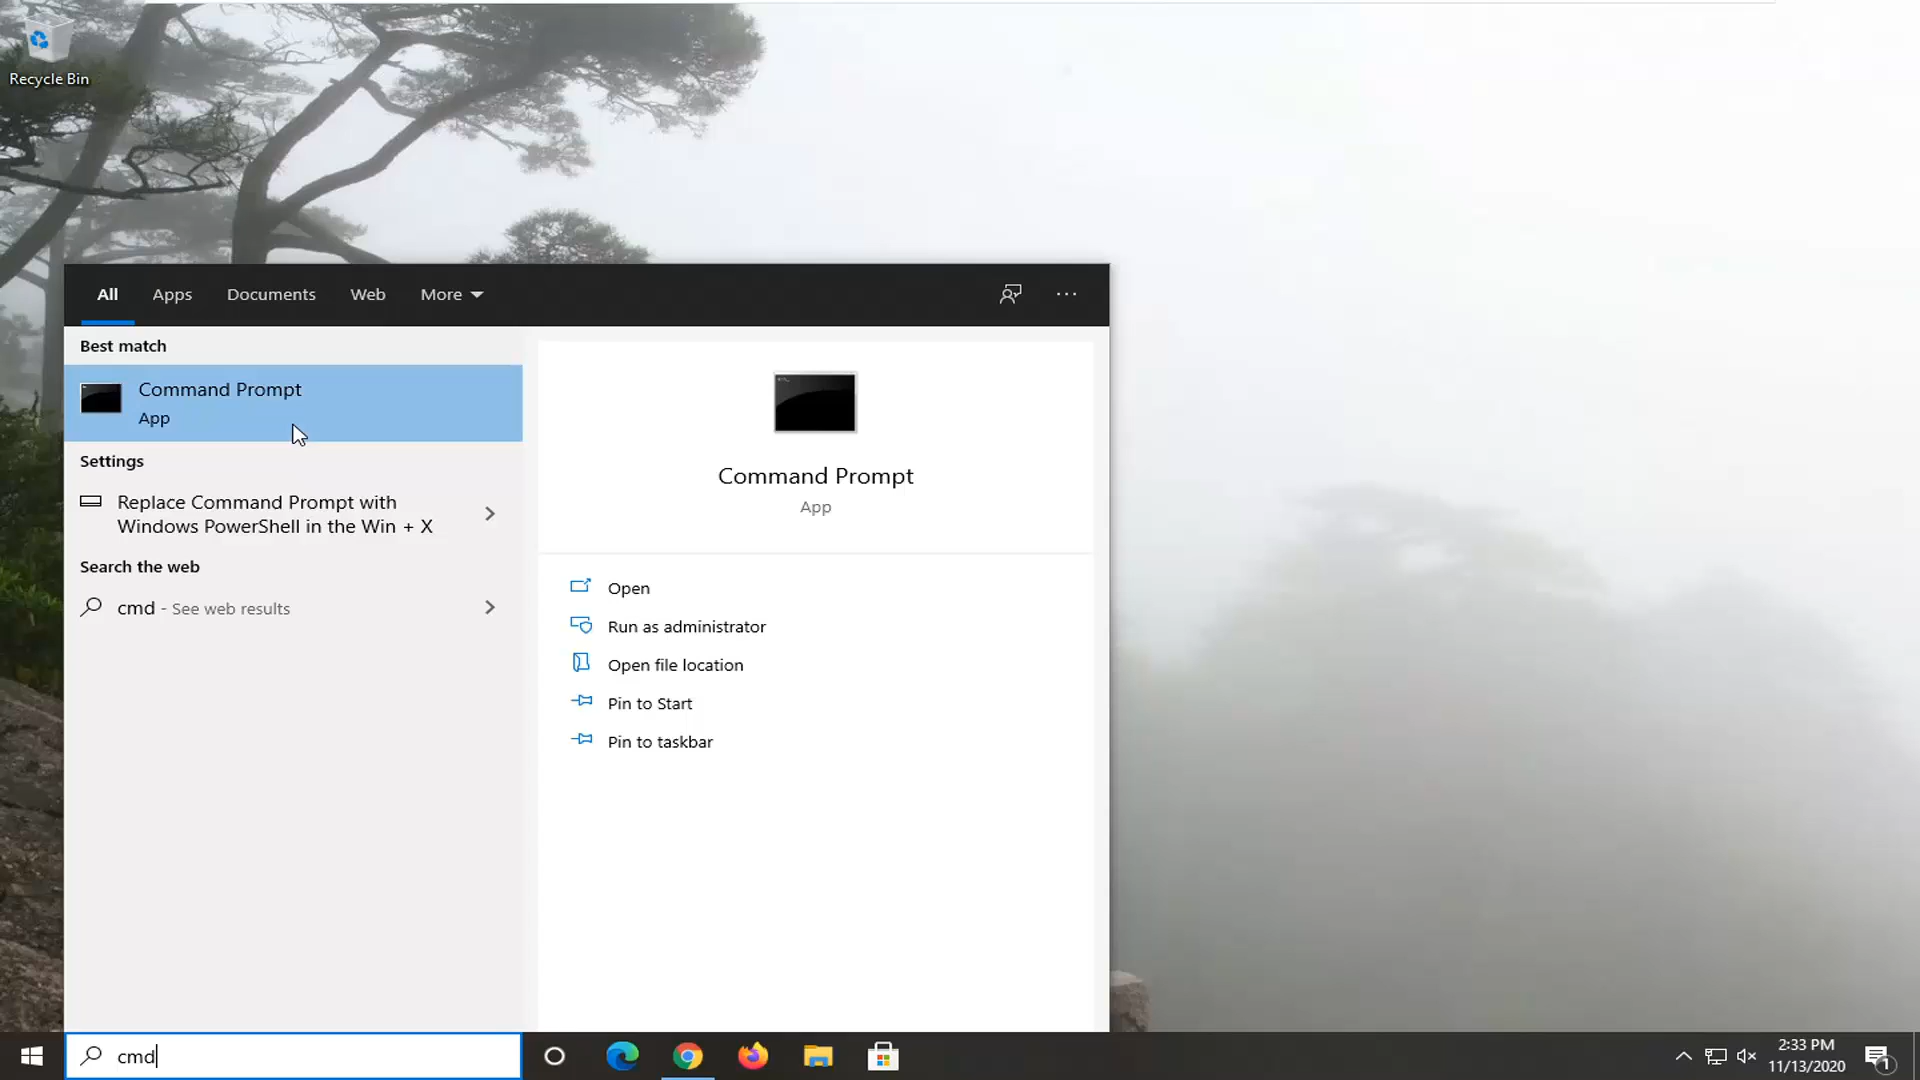 Recycle Bin
All Apps Documents Web More
Best match
Command Prompt
App
Settings
Replace Command Prompt with
Windows PowerShell in the Win + X
Search the web
cmd - See web results
Command Prompt
App
Open
Run as administrator
Open file location
Pin to Start
Pin to taskbar
cmd
2:33 PM
11/13/2020
1